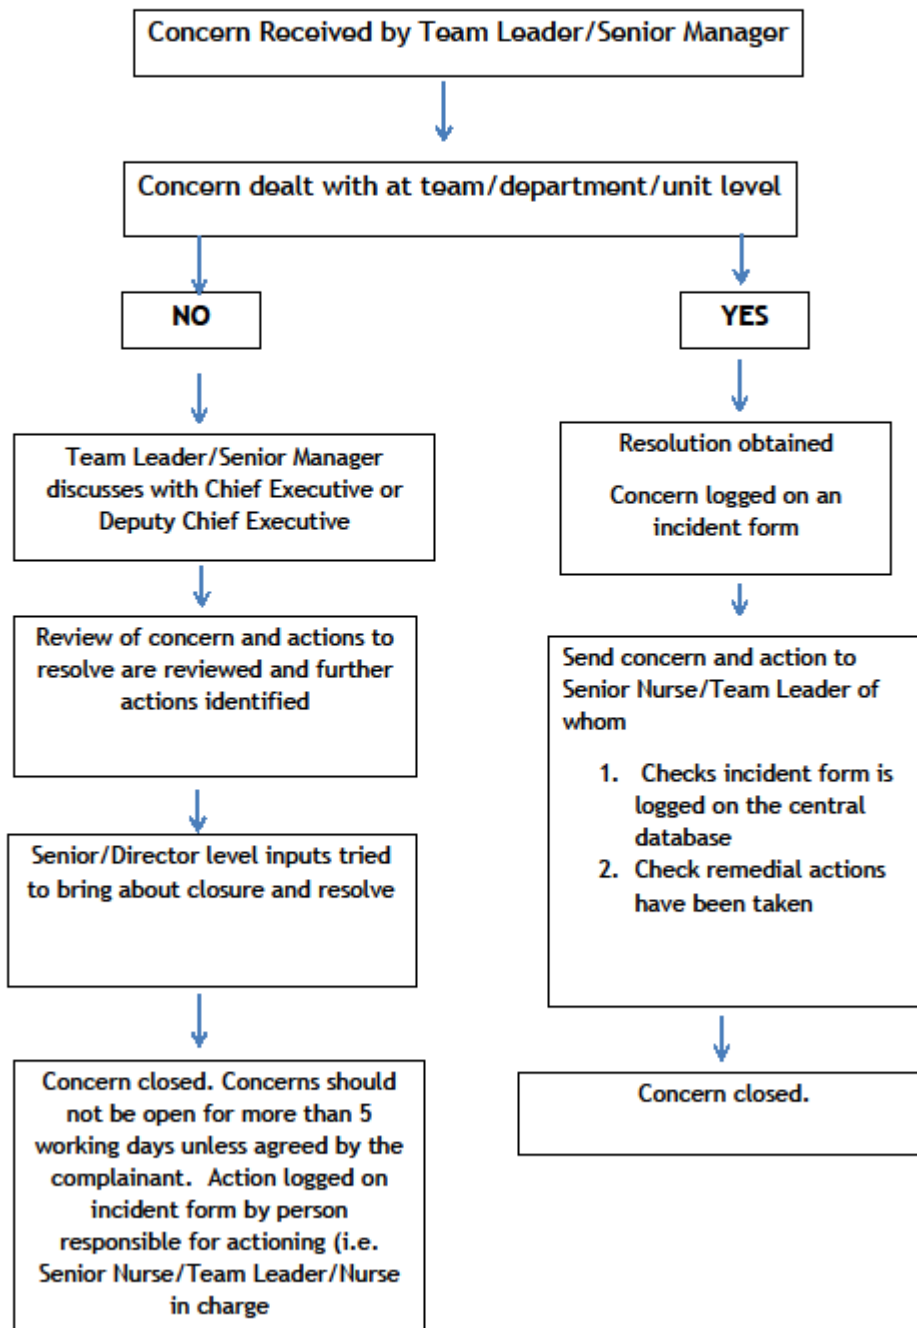 Concern Received by Team Leader/Senior Manager
Concern dealt with at team/department/unit level
NO
YES
Team Leader/Senior Manager
discusses with Chief Executive or
Deputy Chief Executive
Resolution obtained
Concern logged on an
incident form
Review of concern and actions to
resolve are reviewed and further
actions identified
Send concern and action to
Senior Nurse/Team Leader of
whom
1. Checks incident form is
logged on the central
database
2. Check remedial actions
have been taken
Senior/Director level inputs tried
to bring about closure and resolve
Concern closed. Concerns should
not be open for more than 5
working days unless agreed by the
complainant. Action logged on
incident form by person
responsible for actioning (i.e.
Senior Nurse/Team Leader/Nurse
in charge
Concern closed.